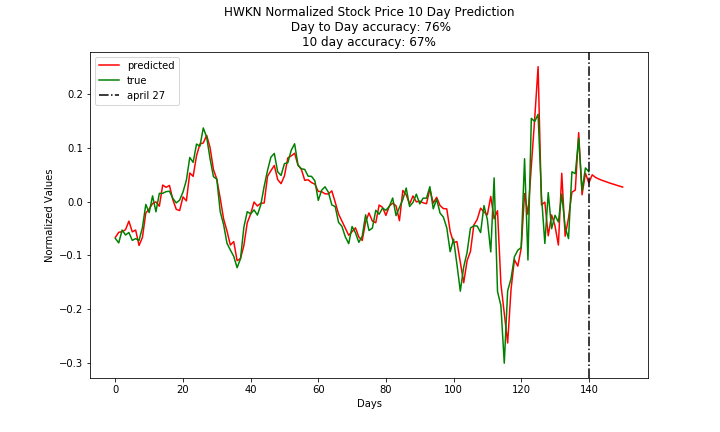 HWKN Normalized Stock Price 10 Day Prediction
Day to Day accuracy: 76%
10 day accuracy: 67%
predicted
true
april 27
Normalized Values
0.2
0.1
0.0
−0.1
−0.2
−0.3
0 20 40 60 80 100 120 140
Days